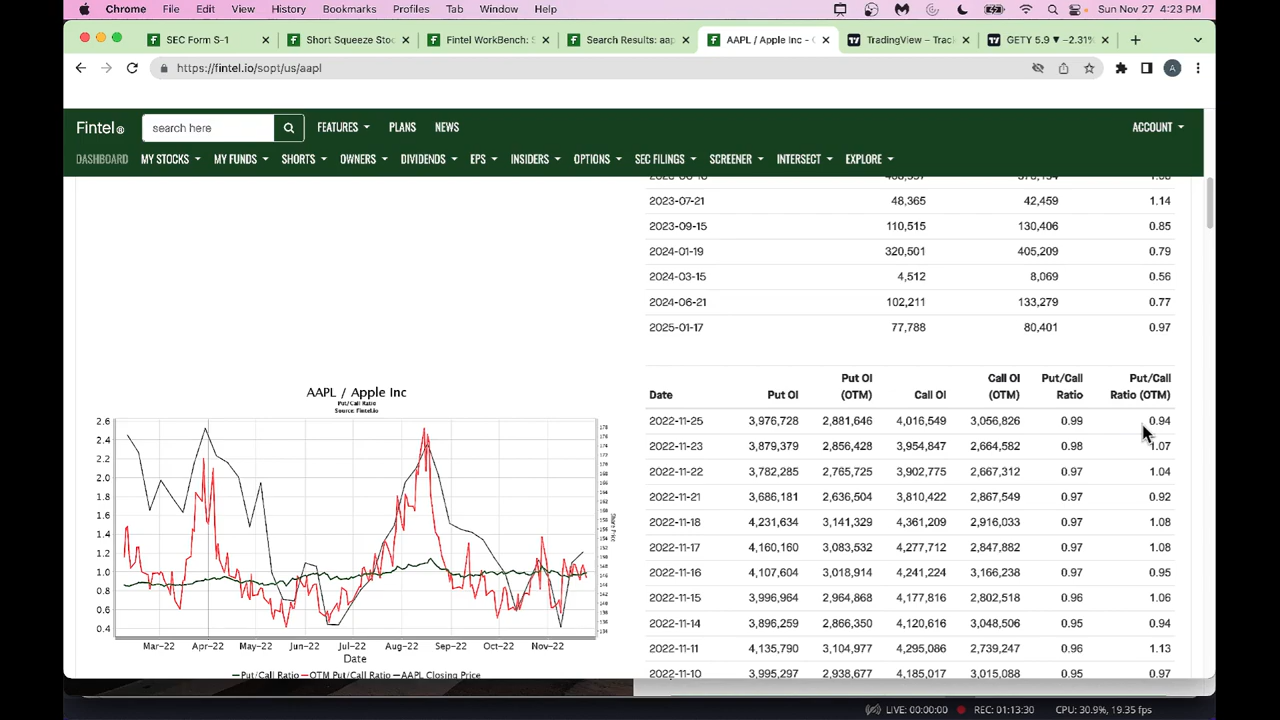 Chrome File Edit View History Bookmarks Profiles Tab Window Help Sun Nov 27 4:23 PM
SEC Form S-1 Short Squeeze Sto Fintel WorkBench: S Search Results: aap AAPL / Apple Inc - TradingView – Track GETY 5.9 ▼ −2.31%
https://fintel.io/sopt/us/aapl
Fintel® search here FEATURES PLANS NEWS ACCOUNT
DASHBOARD MY STOCKS MY FUNDS SHORTS OWNERS DIVIDENDS EPS INSIDERS OPTIONS SEC FILINGS SCREENER INTERSECT EXPLORE
2023-07-21 48,365 42,459 1.14
2023-09-15 110,515 130,406 0.85
2024-01-19 320,501 405,209 0.79
2024-03-15 4,512 8,069 0.56
2024-06-21 102,211 133,279 0.77
2025-01-17 77,788 80,401 0.97
Date Put OI Put OI (OTM) Call OI Call OI (OTM) Put/Call Ratio Put/Call Ratio (OTM)
2022-11-25 3,976,728 2,881,646 4,016,549 3,056,826 0.99 0.94
2022-11-23 3,879,379 2,856,428 3,954,847 2,664,582 0.98 1.07
2022-11-22 3,782,285 2,765,725 3,902,775 2,667,312 0.97 1.04
2022-11-21 3,686,181 2,636,504 3,810,422 2,867,549 0.97 0.92
2022-11-18 4,231,634 3,141,329 4,361,209 2,916,033 0.97 1.08
2022-11-17 4,160,160 3,083,532 4,277,712 2,847,882 0.97 1.08
2022-11-16 4,107,604 3,018,914 4,241,224 3,166,238 0.97 0.95
2022-11-15 3,996,964 2,964,868 4,177,816 2,802,518 0.96 1.06
2022-11-14 3,896,259 2,866,350 4,120,616 3,048,506 0.95 0.94
2022-11-11 4,135,790 3,104,977 4,295,086 2,739,247 0.96 1.13
2022-11-10 3,995,297 2,938,677 4,185,017 3,015,088 0.95 0.97
AAPL / Apple Inc
Put/Call Ratio
Source: Fintel.io
2.6
2.4
2.2
2.0
1.8
1.6
1.4
1.2
1.0
0.8
0.6
0.4
Share Price
Mar-22 Apr-22 May-22 Jun-22 Jul-22 Aug-22 Sep-22 Oct-22 Nov-22
Date
Put/Call Ratio OTM Put/Call Ratio AAPL Closing Price
LIVE: 00:00:00 REC: 01:13:30 CPU: 30.9%, 19.35 fps